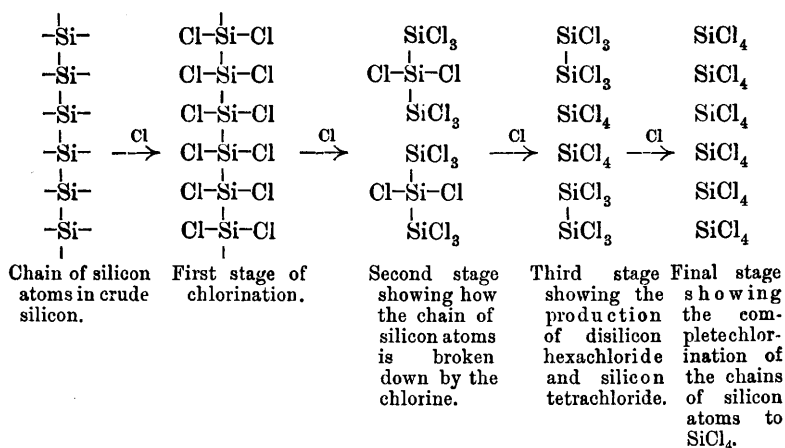 -Si- Cl-Si-Cl SiCl3 SiCl3 SiCl4
-Si- Cl-Si-Cl Cl-Si-Cl SiCl3 SiCl4
-Si- Cl-Si-Cl SiCl3 SiCl4 SiCl4
-Si- Cl→ Cl-Si-Cl Cl→ SiCl3 Cl→ SiCl4 Cl→ SiCl4
-Si- Cl-Si-Cl Cl-Si-Cl SiCl3 SiCl4
-Si- Cl-Si-Cl SiCl3 SiCl3 SiCl4
Chain of silicon
atoms in crude
silicon.
First stage of
chlorination.
Second stage
showing how
the chain of
silicon atoms
is broken
down by the
chlorine.
Third stage
showing the
production
of disilicon
hexachloride
and silicon
tetrachloride.
Final stage
showing
the com-
pletechlor-
ination of
the chains
of silicon
atoms to
SiCl4.